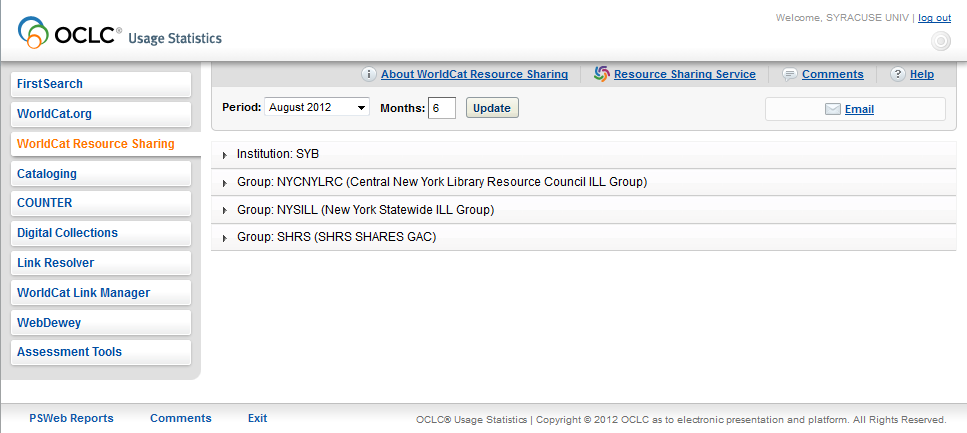 Welcome, SYRACUSE UNIV | log out
OCLC® Usage Statistics
FirstSearch
WorldCat.org
WorldCat Resource Sharing
Cataloging
COUNTER
Digital Collections
Link Resolver
WorldCat Link Manager
WebDewey
Assessment Tools
About WorldCat Resource Sharing Resource Sharing Service Comments ? Help
Period: August 2012 Months: 6 Update Email
Institution: SYB
Group: NYCNYLRC (Central New York Library Resource Council ILL Group)
Group: NYSILL (New York Statewide ILL Group)
Group: SHRS (SHRS SHARES GAC)
PSWeb Reports Comments Exit OCLC® Usage Statistics | Copyright © 2012 OCLC as to electronic presentation and platform. All Rights Reserved.